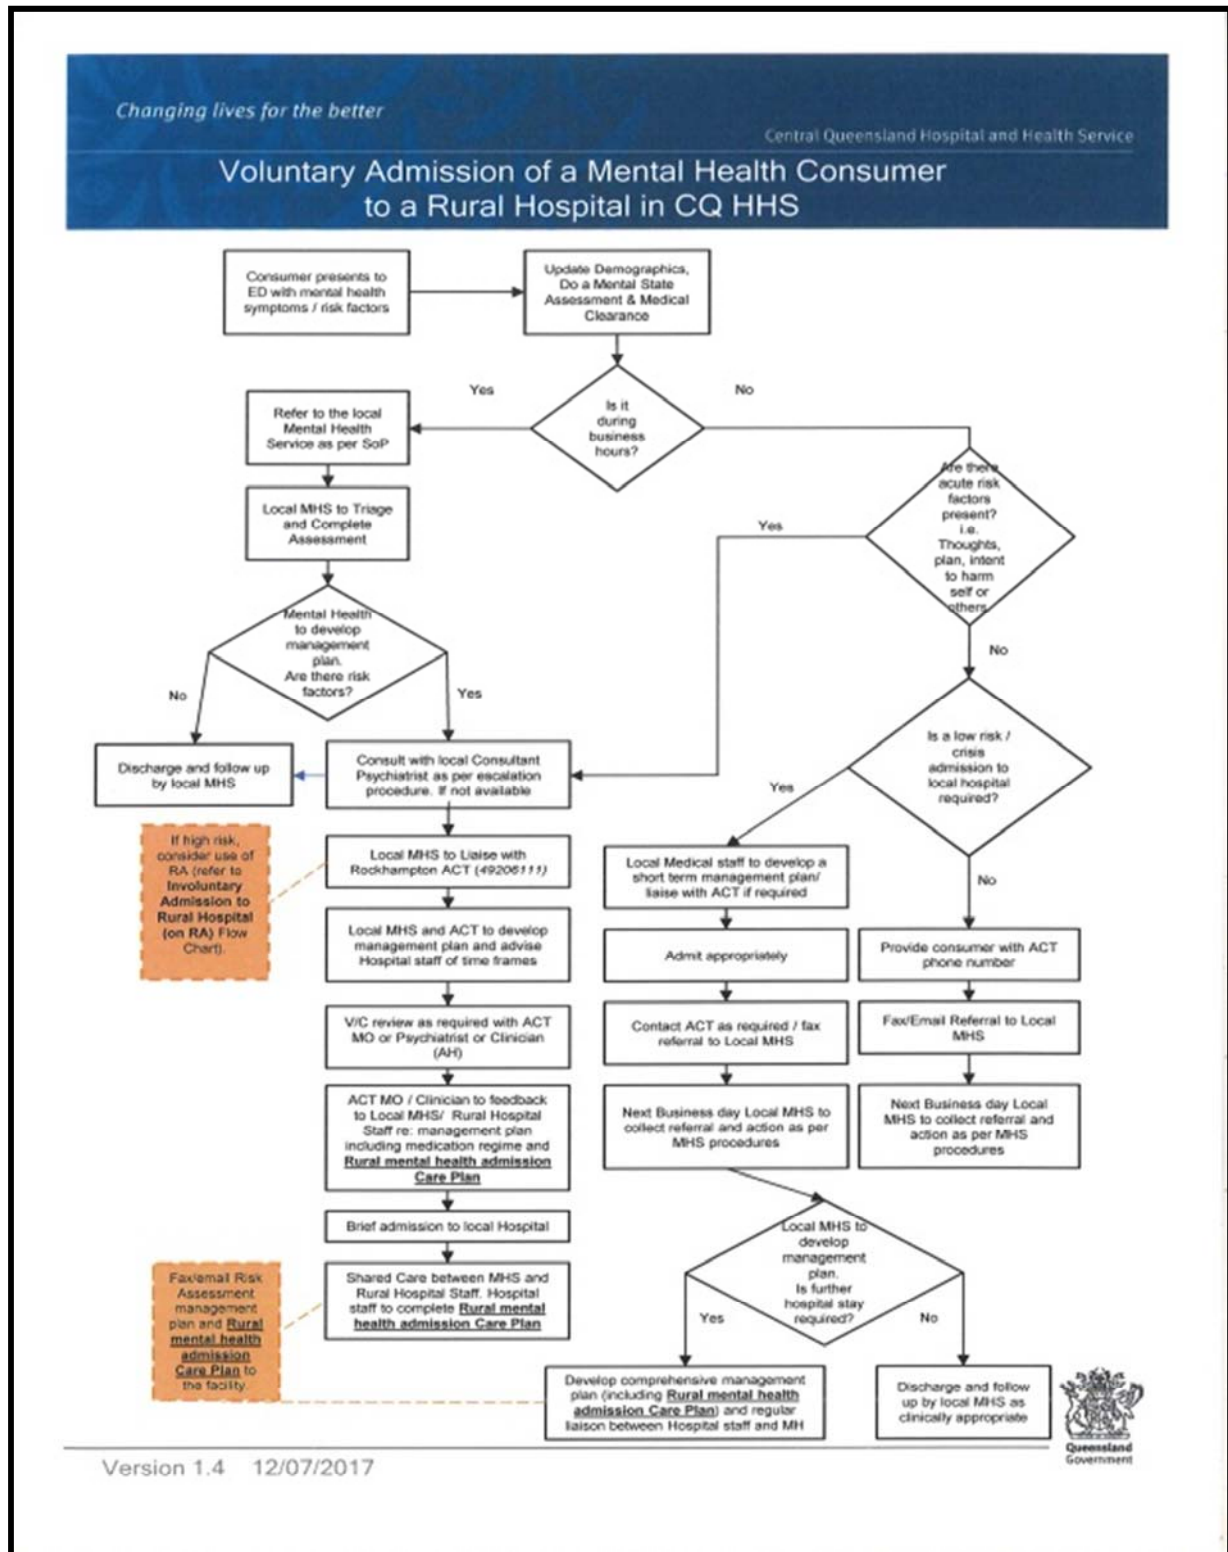 Changing lives for the better
Central Queensland Hospital and Health Service
Voluntary Admission of a Mental Health Consumer
to a Rural Hospital in CQ HHS
Consumer presents to
ED with mental health
symptoms / risk factors
Update Demographics,
Do a Mental State
Assessment & Medical
Clearance
Yes
No
Is it
during
business
hours?
Refer to the local
Mental Health
Service as per SoP
Are there
acute risk
factors
present?
i.e.
Thoughts,
plan, intent
to harm
self or
others
Local MHS to Triage
and Complete
Assessment
Yes
No
Mental Health
to develop
management
plan.
Are there risk
factors?
No
Yes
Is a low risk /
crisis
admission to
local hospital
required?
Yes
No
Discharge and follow up
by local MHS
Consult with local Consultant
Psychiatrist as per escalation
procedure. If not available
If high risk,
consider use of
RA (refer to
Involuntary
Admission to
Rural Hospital
(on RA) Flow
Chart).
Local MHS to Liaise with
Rockhampton ACT (49206111)
Local MHS and ACT to develop
management plan and advise
Hospital staff of time frames
V/C review as required with ACT
MO or Psychiatrist or Clinician
(AH)
ACT MO / Clinician to feedback
to Local MHS/ Rural Hospital
Staff re: management plan
including medication regime and
Rural mental health admission
Care Plan
Brief admission to local Hospital
Shared Care between MHS and
Rural Hospital Staff. Hospital
staff to complete Rural mental
health admission Care Plan
Fax/email Risk
Assessment
management
plan and Rural
mental health
admission
Care Plan to
the facility.
Local Medical staff to develop a
short term management plan/
liaise with ACT if required
Admit appropriately
Contact ACT as required / fax
referral to Local MHS
Next Business day Local MHS to
collect referral and action as per
MHS procedures
Provide consumer with ACT
phone number
Fax/Email Referral to Local
MHS
Next Business day Local
MHS to collect referral and
action as per MHS
procedures
Local MHS to
develop
management
plan.
Is further
hospital stay
required?
Yes
No
Develop comprehensive management
plan (including Rural mental health
admission Care Plan) and regular
liaison between Hospital staff and MH
Discharge and follow
up by local MHS as
clinically appropriate
Queensland
Government
Version 1.4 12/07/2017